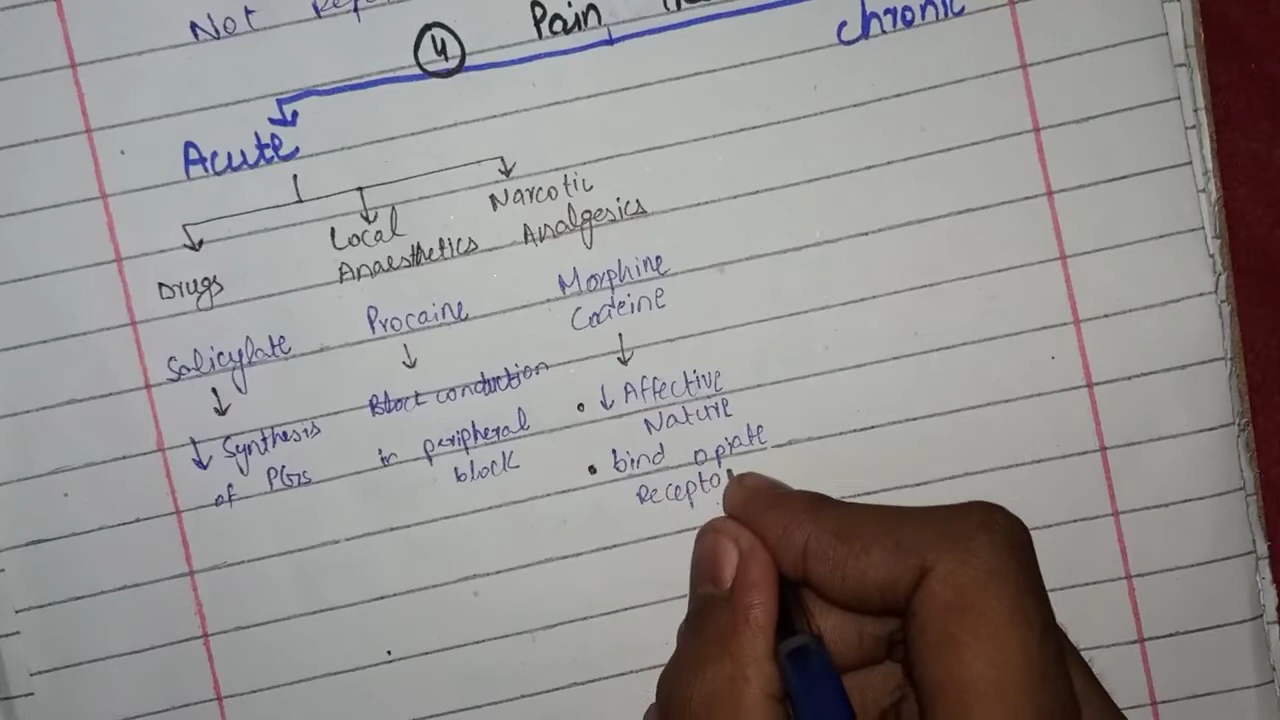 Not
4 Pain
chronic
Acute
Drugs
Local
Anaesthetics
Narcotic
Analgesics
Salicylate
↓ Synthesis
of PGs
Procaine
Block conduction
in peripheral
block
Morphine
Codeine
• ↓ Affective
Nature
• bind opiate
Recepto